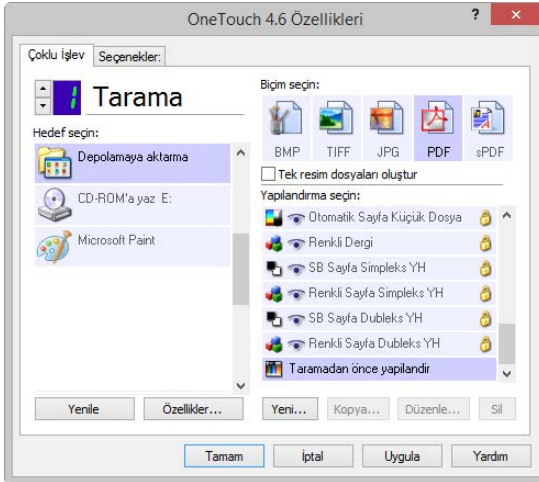 OneTouch 4.6 Özellikleri
? ×
Çoklu İşlev
Seçenekler:
1
Tarama
Hedef seçin:
Depolamaya aktarma
CD-ROM'a yaz E:
Microsoft Paint
Yenile
Özellikler...
Biçim seçin:
BMP
TIFF
JPG
PDF
sPDF
Tek resim dosyaları oluştur
Yapılandırma seçin:
Otomatik Sayfa Küçük Dosya
Renkli Dergi
SB Sayfa Simpleks YH
Renkli Sayfa Simpleks YH
SB Sayfa Dubleks YH
Renkli Sayfa Dubleks YH
Taramadan önce yapilandir
Yeni...
Kopya...
Düzenle...
Sil
Tamam
İptal
Uygula
Yardım